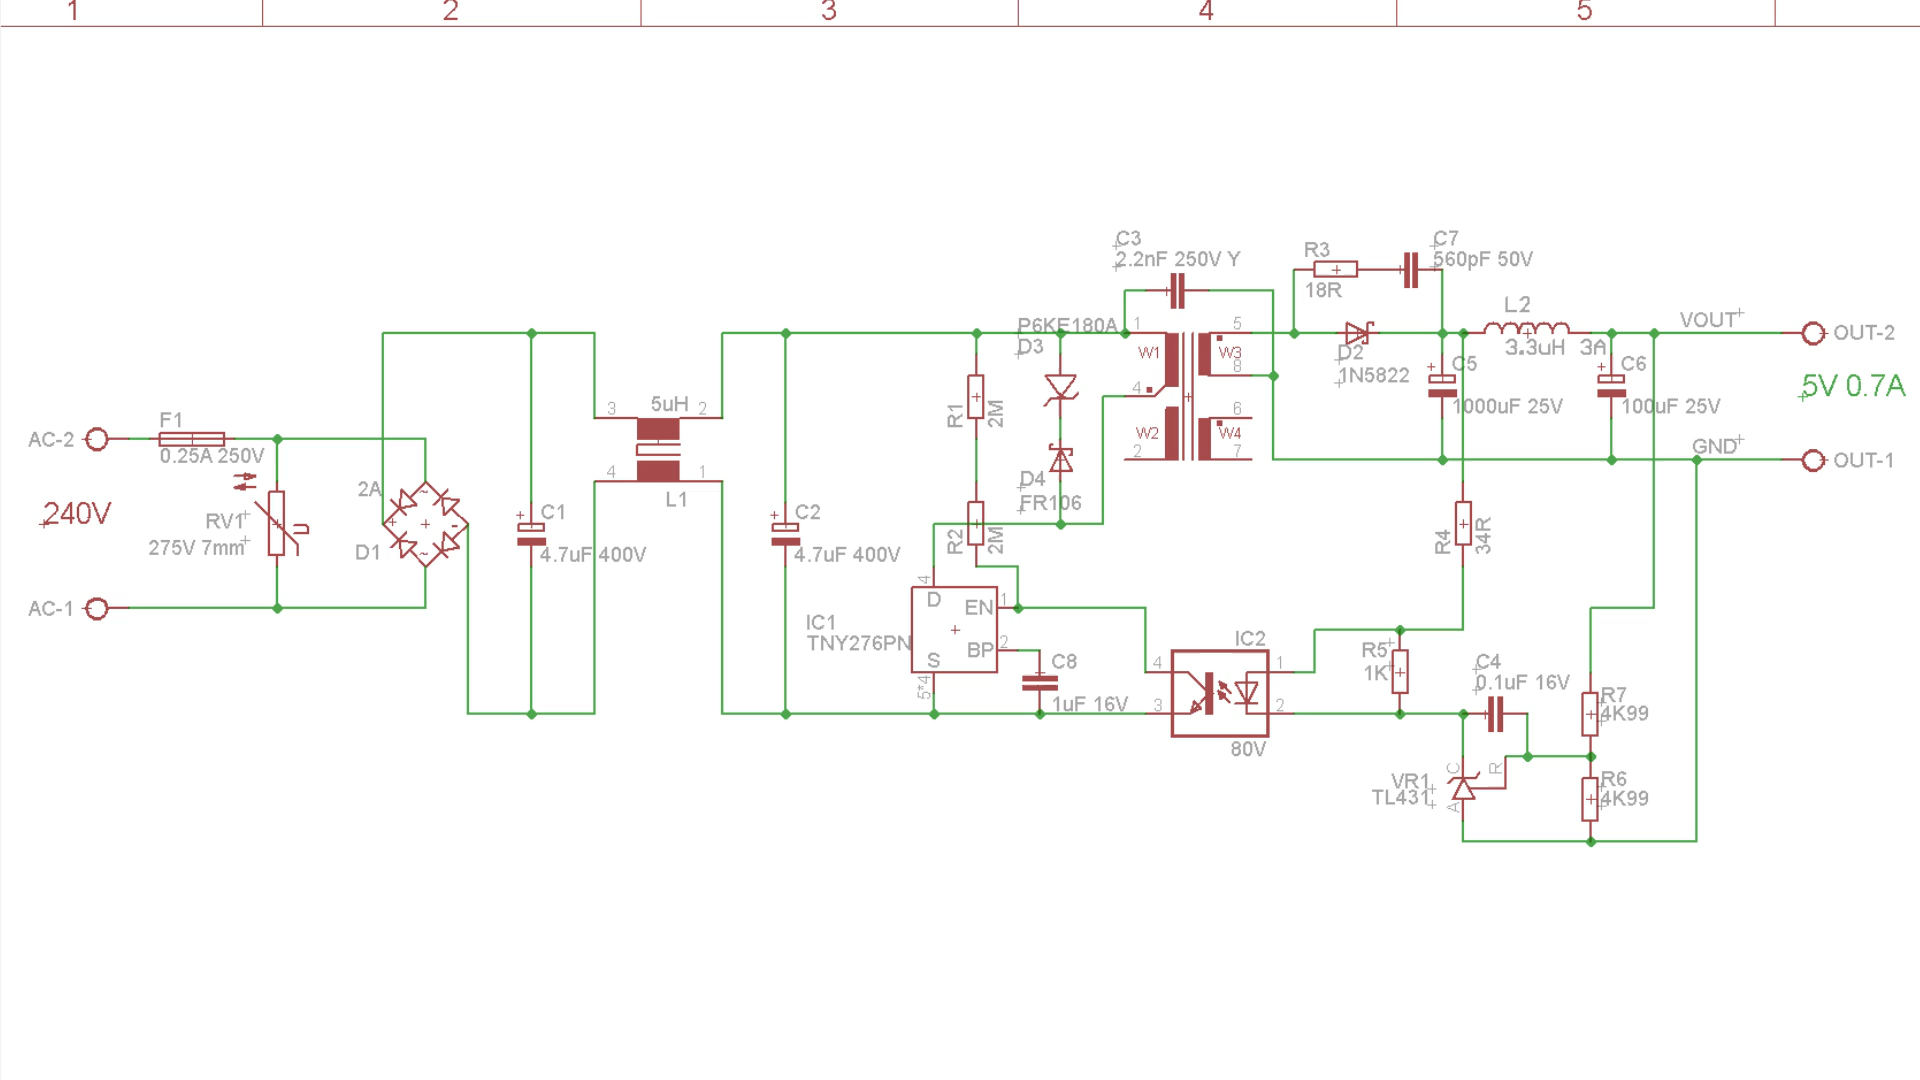 1 2 3 4 5
C3
2.2nF 250V Y
R3
18R
C7
560pF 50V
P6KE180A
D3
1 5
W1 W3
8
4
6
W2 W4
2 7
D2
1N5822
L2
3.3uH 3A
VOUT
OUT-2
C5
1000uF 25V
C6
100uF 25V
5V 0.7A
GND
OUT-1
AC-2
F1
0.25A 250V
240V
RV1
275V 7mm
U
AC-1
2A
~
+ -
~
D1
C1
4.7uF 400V
5uH
3 2
4 1
L1
C2
4.7uF 400V
R1
2M
D4
FR106
R2
2M
R4
34R
IC1
TNY276PN
4
D
EN 1
BP 2
S
5*4
C8
1uF 16V
IC2
4 1
3 2
80V
R5
1K
C4
0.1uF 16V
R7
4K99
VR1
TL431
C
R
A
R6
4K99